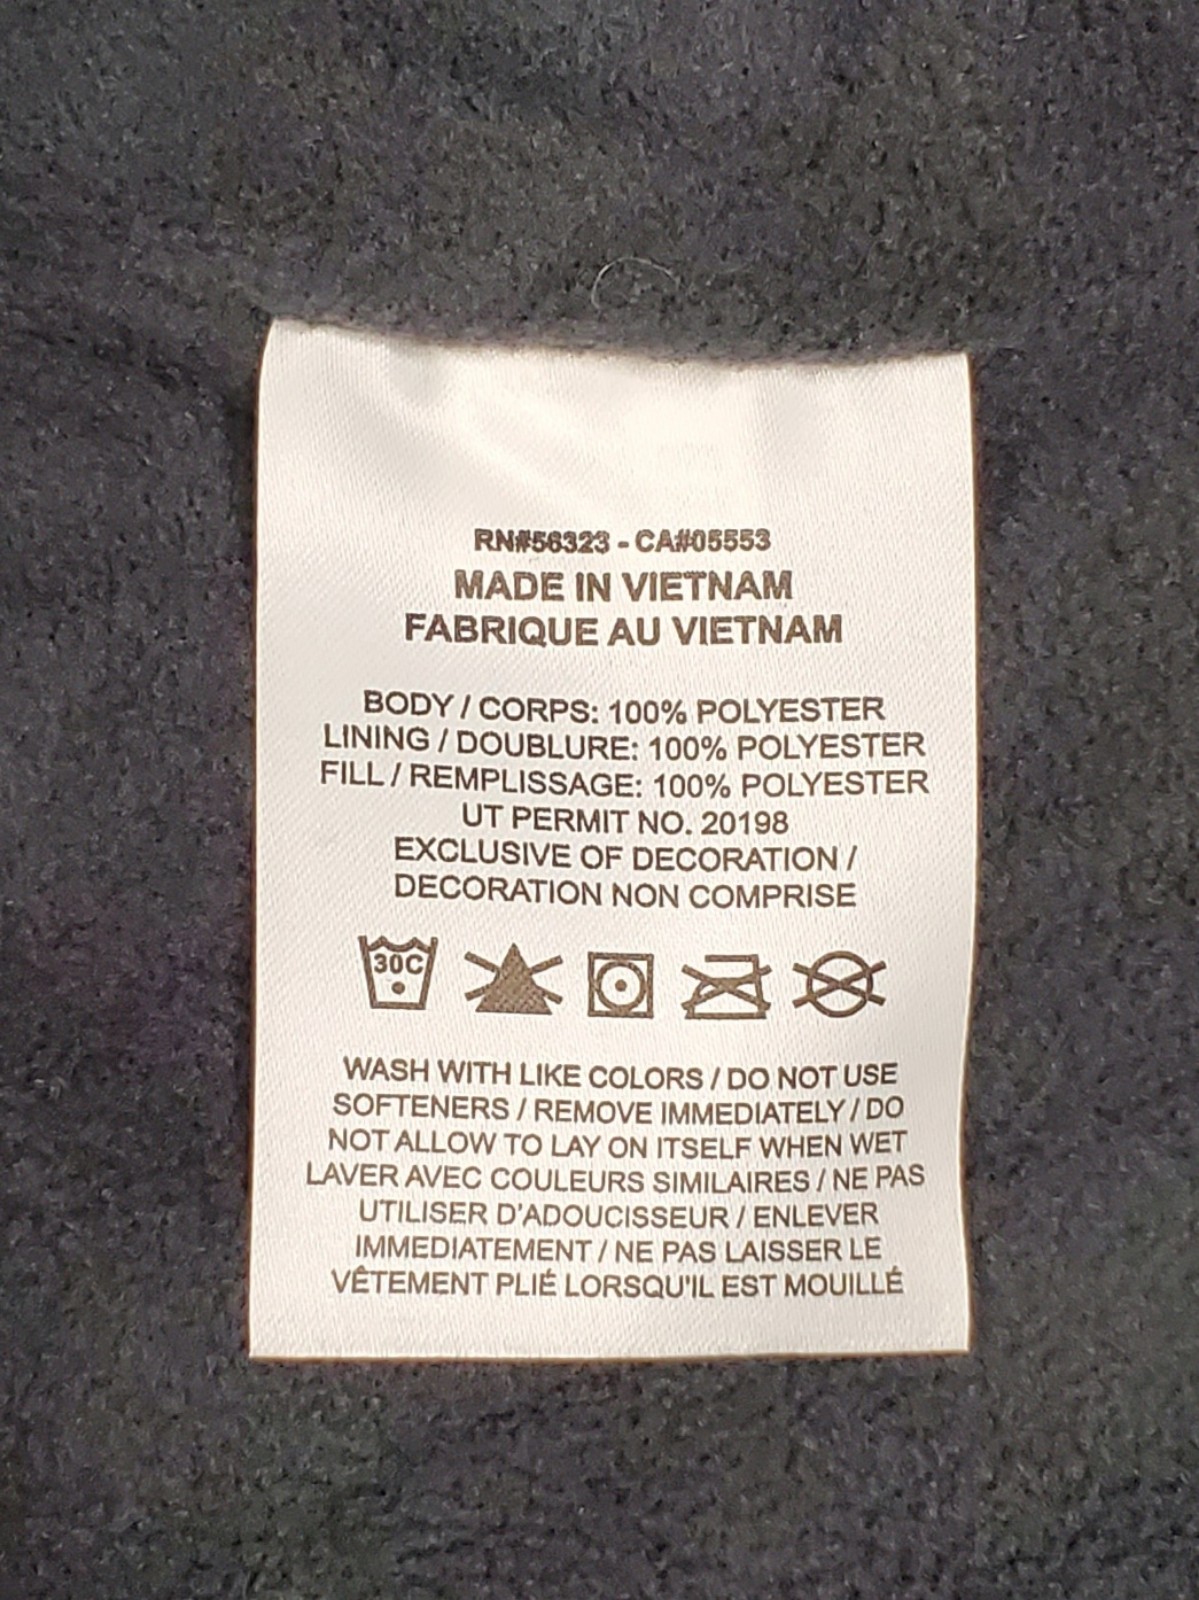 RN#56323 - CA#05553
MADE IN VIETNAM
FABRIQUE AU VIETNAM
BODY / CORPS: 100% POLYESTER
LINING / DOUBLURE: 100% POLYESTER
FILL / REMPLISSAGE: 100% POLYESTER
UT PERMIT NO. 20198
EXCLUSIVE OF DECORATION /
DECORATION NON COMPRISE
30C
WASH WITH LIKE COLORS / DO NOT USE
SOFTENERS / REMOVE IMMEDIATELY / DO
NOT ALLOW TO LAY ON ITSELF WHEN WET
LAVER AVEC COULEURS SIMILAIRES / NE PAS
UTILISER D'ADOUCISSEUR / ENLEVER
IMMEDIATEMENT / NE PAS LAISSER LE
VÊTEMENT PLIÉ LORSQU'IL EST MOUILLÉ